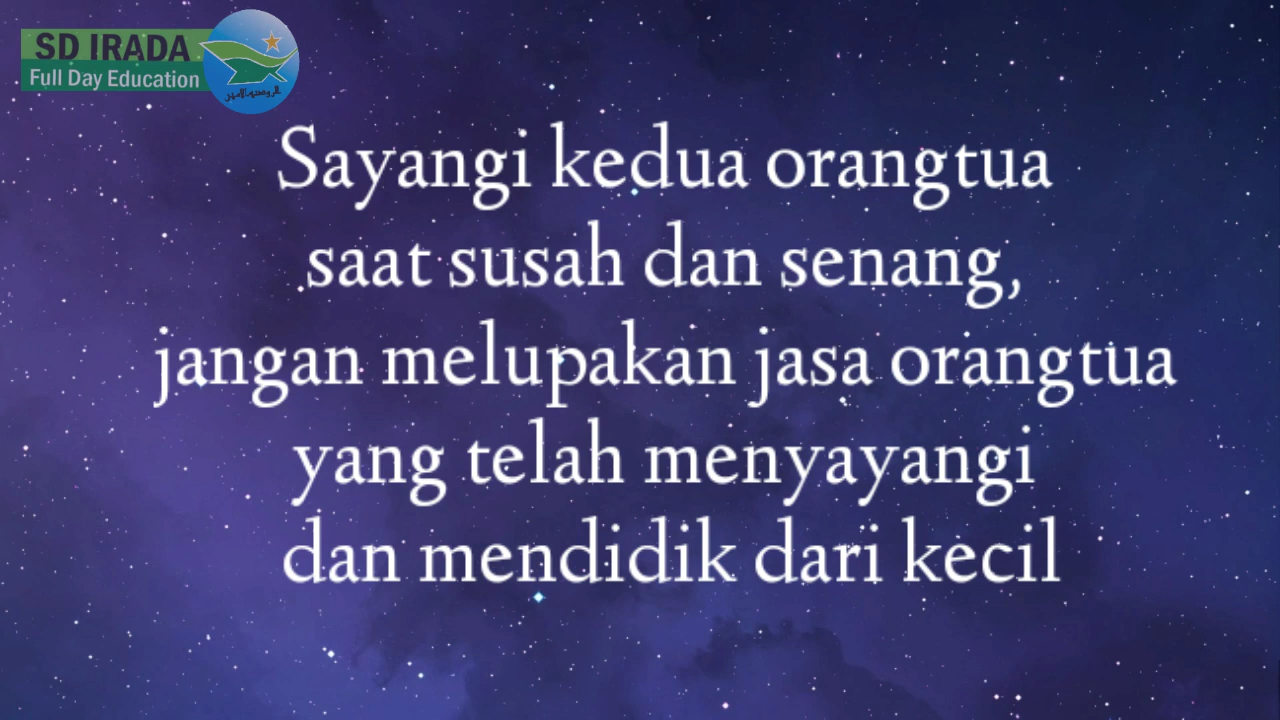 SD IRADA
Full Day Education
Sayangi kedua orangtua
saat susah dan senang,
jangan melupakan jasa orangtua
yang telah menyayangi
dan mendidik dari kecil